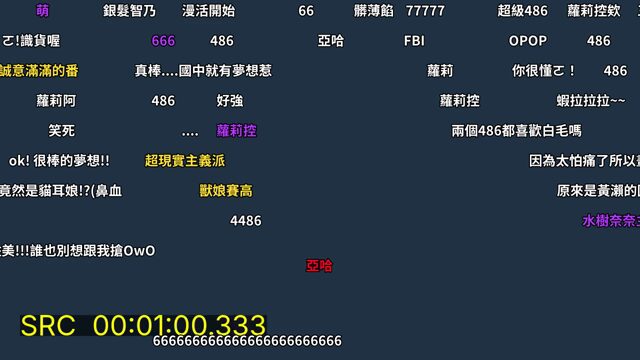 萌 銀髮智乃 漫活開始 66 髒薄餡 77777 超級486 蘿莉控欸
ㄛ!識貨喔 666 486 亞哈 FBI OPOP 486
誠意滿滿的番 真棒....國中就有夢想惹 蘿莉 你很懂ㄛ！ 486
蘿莉阿 486 好強 蘿莉控 蝦拉拉拉~~
笑死 .... 蘿莉控 兩個486都喜歡白毛嗎
ok! 很棒的夢想!! 超現實主義派 因為太怕痛了所以
竟然是貓耳娘!?(鼻血 獸娘賽高 原來是黃瀨的
4486 水樹奈奈
美!!!誰也別想跟我搶OwO
亞哈
SRC 00:01:00.333
666666666666666666666666